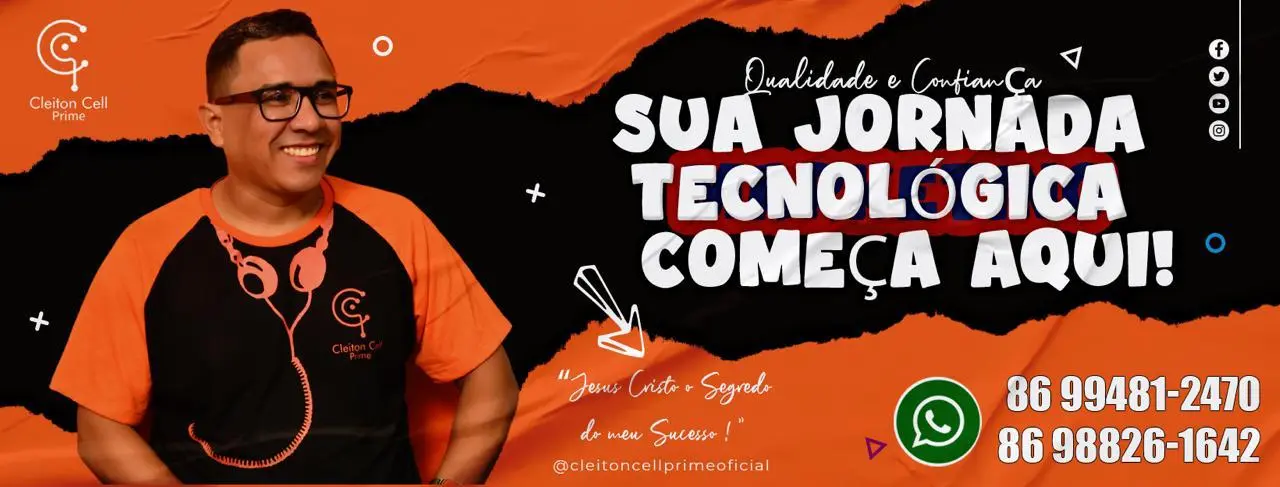 Cleiton Cell
Prime
Qualidade e Confiança
SUA JORNADA
TECNOLÓGICA
COMEÇA AQUI!
Cleiton Cell
Prime
"Jesus Cristo o Segredo
do meu Sucesso!"
@cleitoncellprimeoficial
86 99481-2470
86 98826-1642